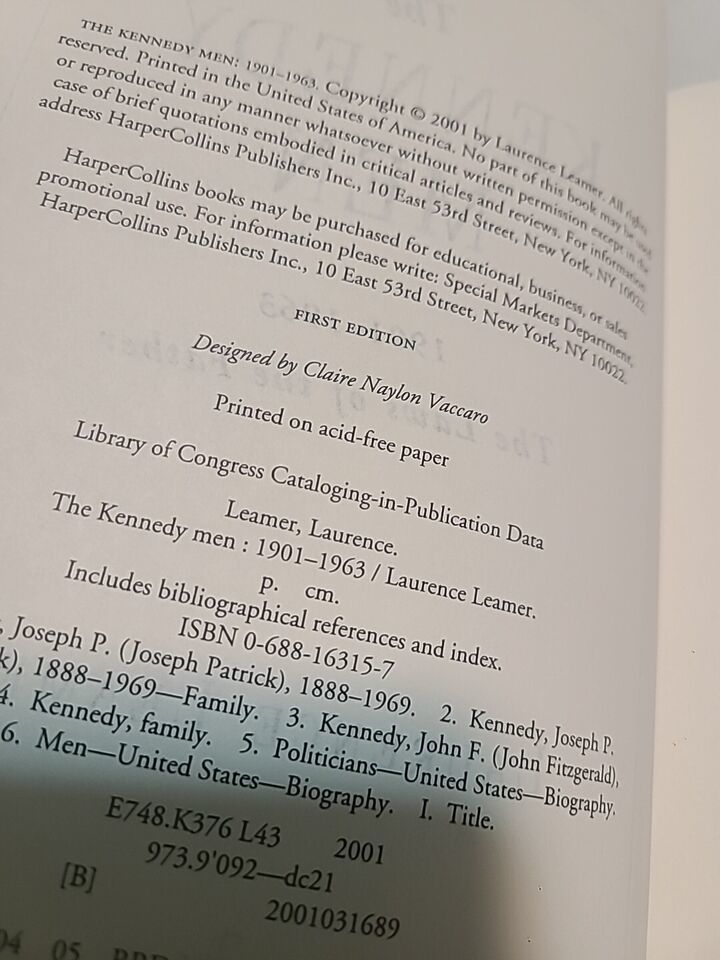 THE KENNEDY MEN: 1901–1963. Copyright © 2001 by Laurence Leamer. All rights
reserved. Printed in the United States of America. No part of this book may be used
or reproduced in any manner whatsoever without written permission except in the
case of brief quotations embodied in critical articles and reviews. For information
address HarperCollins Publishers Inc., 10 East 53rd Street, New York, NY 10022.
HarperCollins books may be purchased for educational, business, or sales
promotional use. For information please write: Special Markets Department,
HarperCollins Publishers Inc., 10 East 53rd Street, New York, NY 10022.
FIRST EDITION
Designed by Claire Naylon Vaccaro
Printed on acid-free paper
Library of Congress Cataloging-in-Publication Data
Leamer, Laurence.
The Kennedy men : 1901–1963 / Laurence Leamer.
p. cm.
Includes bibliographical references and index.
ISBN 0-688-16315-7
, Joseph P. (Joseph Patrick), 1888–1969. 2. Kennedy, Joseph P.
k), 1888–1969—Family. 3. Kennedy, John F. (John Fitzgerald),
4. Kennedy, family. 5. Politicians—United States—Biography.
6. Men—United States—Biography. I. Title.
E748.K376 L43 2001
973.9'092—dc21
[B]
2001031689
04 05